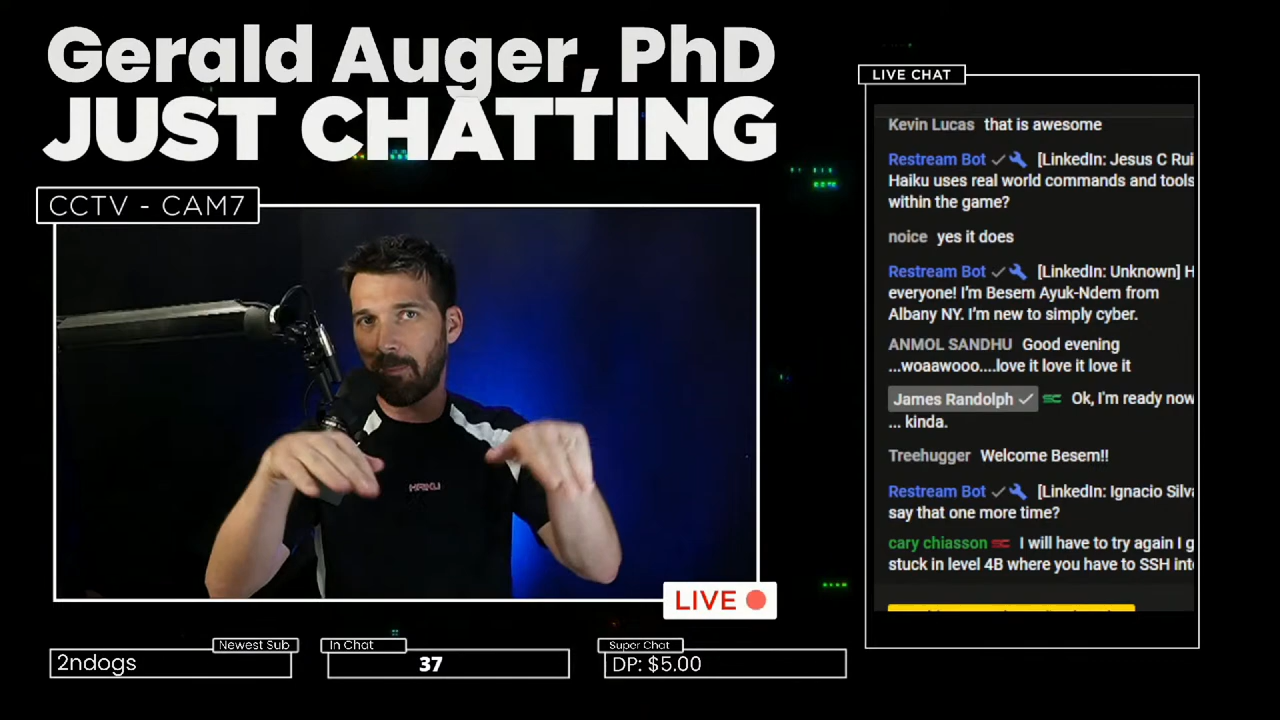 Gerald Auger, PhD
JUST CHATTING
CCTV - CAM7
HAIKU
LIVE
Newest Sub
2ndogs
In Chat
37
Super Chat
DP: $5.00
LIVE CHAT
Kevin Lucas that is awesome
Restream Bot [LinkedIn: Jesus C Rui
Haiku uses real world commands and tools
within the game?
noice yes it does
Restream Bot [LinkedIn: Unknown] H
everyone! I'm Besem Ayuk-Ndem from
Albany NY. I'm new to simply cyber.
ANMOL SANDHU Good evening
...woaawooo....love it love it love it
James Randolph SC Ok, I'm ready now
... kinda.
Treehugger Welcome Besem!!
Restream Bot [LinkedIn: Ignacio Silva
say that one more time?
cary chiasson SC I will have to try again I g
stuck in level 4B where you have to SSH int